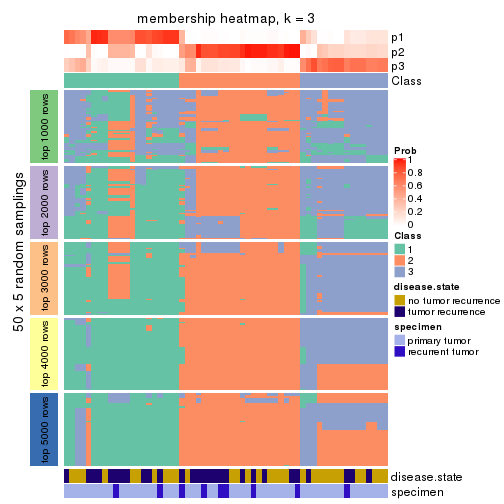 membership heatmap, k = 3
p1
p2
p3
Class
50 x 5 random samplings
top 1000 rows
top 2000 rows
top 3000 rows
top 4000 rows
top 5000 rows
Prob
1
0.8
0.6
0.4
0.2
0
Class
1
2
3
disease.state
no tumor recurrence
tumor recurrence
specimen
primary tumor
recurrent tumor
disease.state
specimen